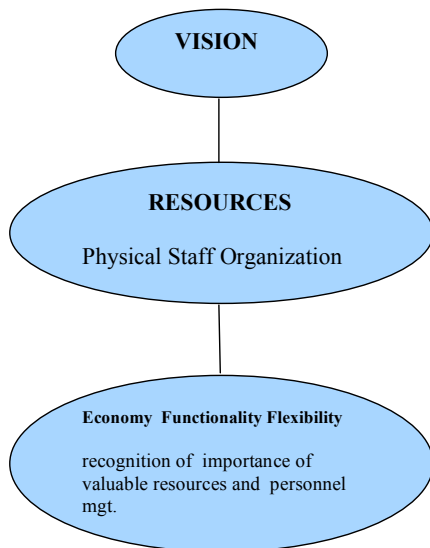 VISION
RESOURCES
Physical Staff Organization
Economy Functionality Flexibility
recognition of importance of
valuable resources and personnel
mgt.